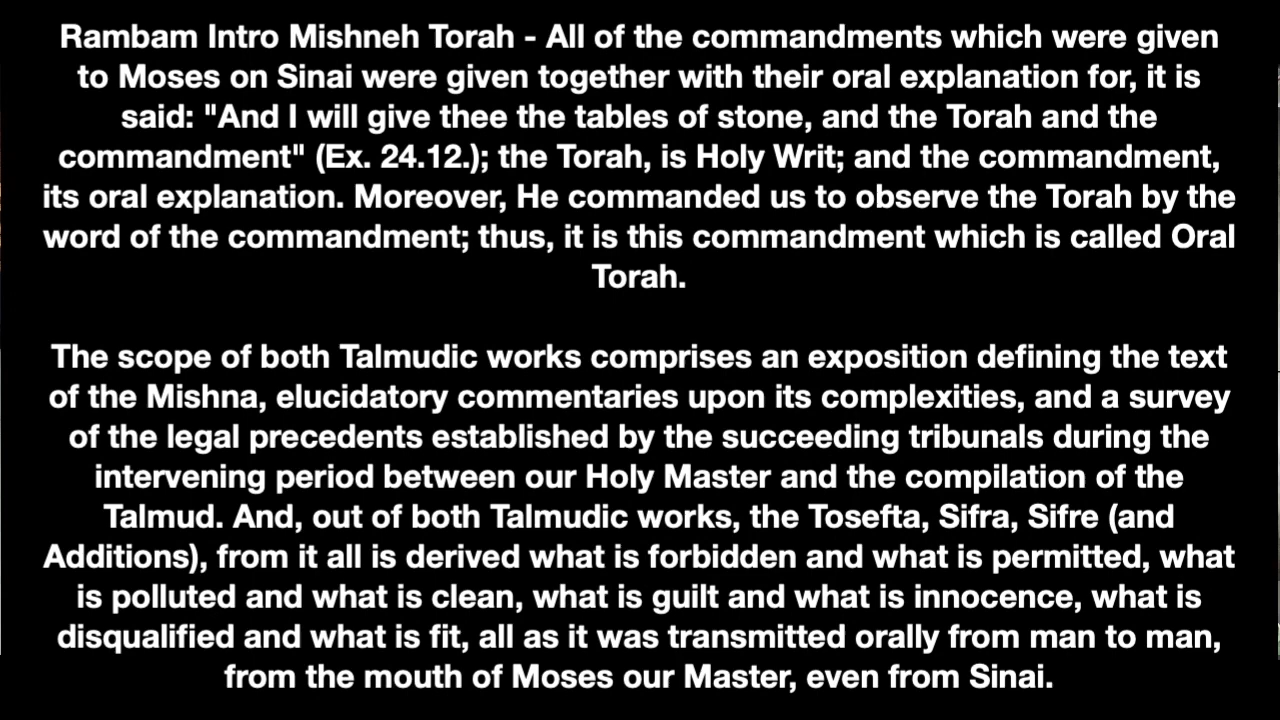 Rambam Intro Mishneh Torah - All of the commandments which were given
to Moses on Sinai were given together with their oral explanation for, it is
said: "And I will give thee the tables of stone, and the Torah and the
commandment" (Ex. 24.12.); the Torah, is Holy Writ; and the commandment,
its oral explanation. Moreover, He commanded us to observe the Torah by the
word of the commandment; thus, it is this commandment which is called Oral
Torah.
The scope of both Talmudic works comprises an exposition defining the text
of the Mishna, elucidatory commentaries upon its complexities, and a survey
of the legal precedents established by the succeeding tribunals during the
intervening period between our Holy Master and the compilation of the
Talmud. And, out of both Talmudic works, the Tosefta, Sifra, Sifre (and
Additions), from it all is derived what is forbidden and what is permitted, what
is polluted and what is clean, what is guilt and what is innocence, what is
disqualified and what is fit, all as it was transmitted orally from man to man,
from the mouth of Moses our Master, even from Sinai.